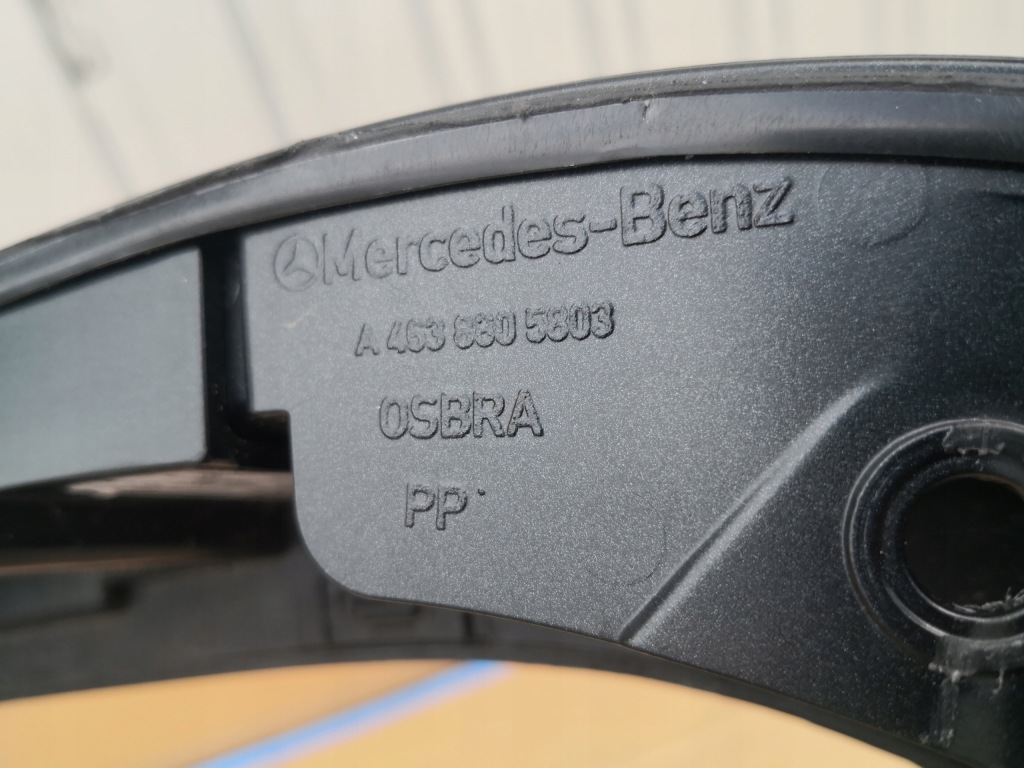 Mercedes-Benz
A 463 880 5803
OSBRA
PP